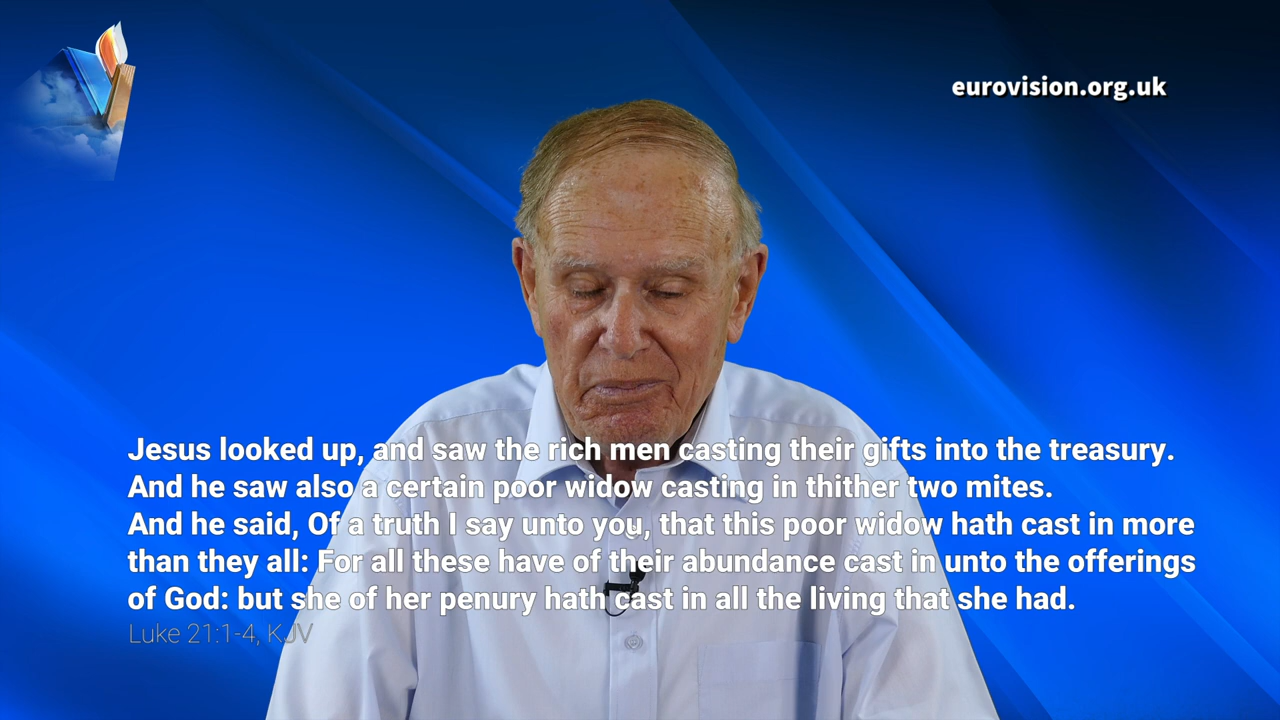 eurovision.org.uk
Jesus looked up, and saw the rich men casting their gifts into the treasury.
And he saw also a certain poor widow casting in thither two mites.
And he said, Of a truth I say unto you, that this poor widow hath cast in more
than they all: For all these have of their abundance cast in unto the offerings
of God: but she of her penury hath cast in all the living that she had.
Luke 21:1-4, KJV